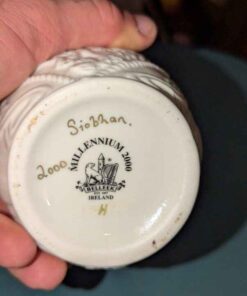 Siobhan.
2000
MILLENNIUM 2000
BELLEEK
IRELAND
H